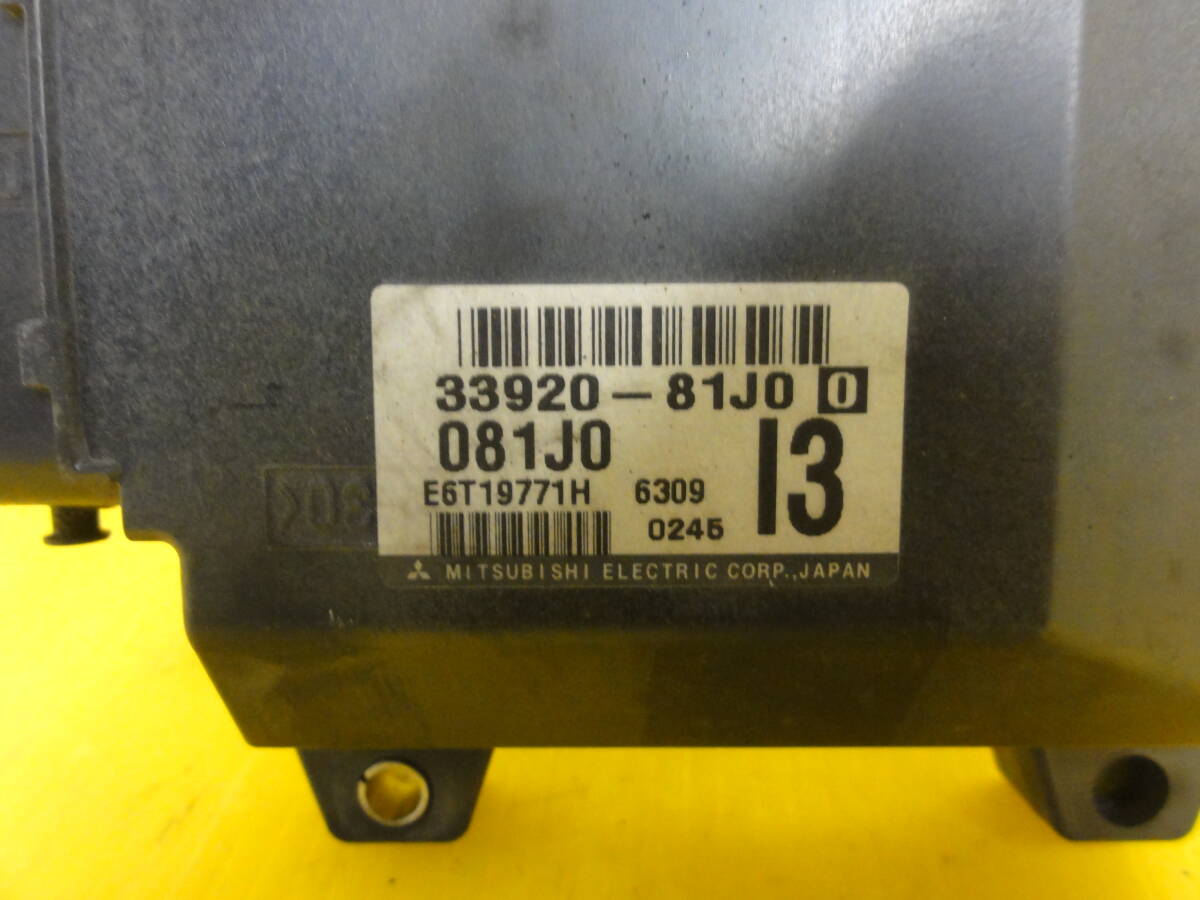 33920-81J0 0
081J0 I3
E6T19771H 6309
0245
MITSUBISHI ELECTRIC CORP.,JAPAN